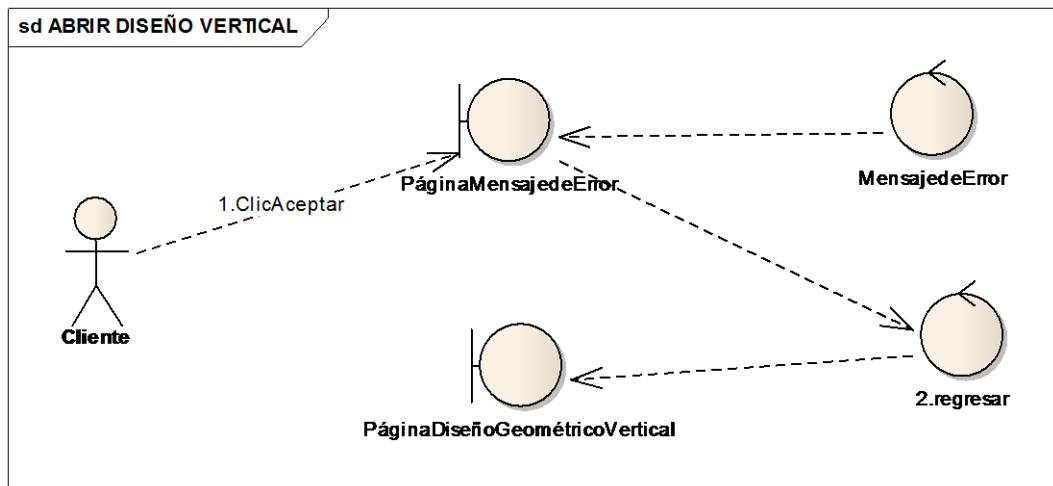 sd ABRIR DISEÑO VERTICAL
PáginaMensajedeError
MensajedeError
1.ClicAceptar
Cliente
2.regresar
PáginaDiseñoGeométricoVertical